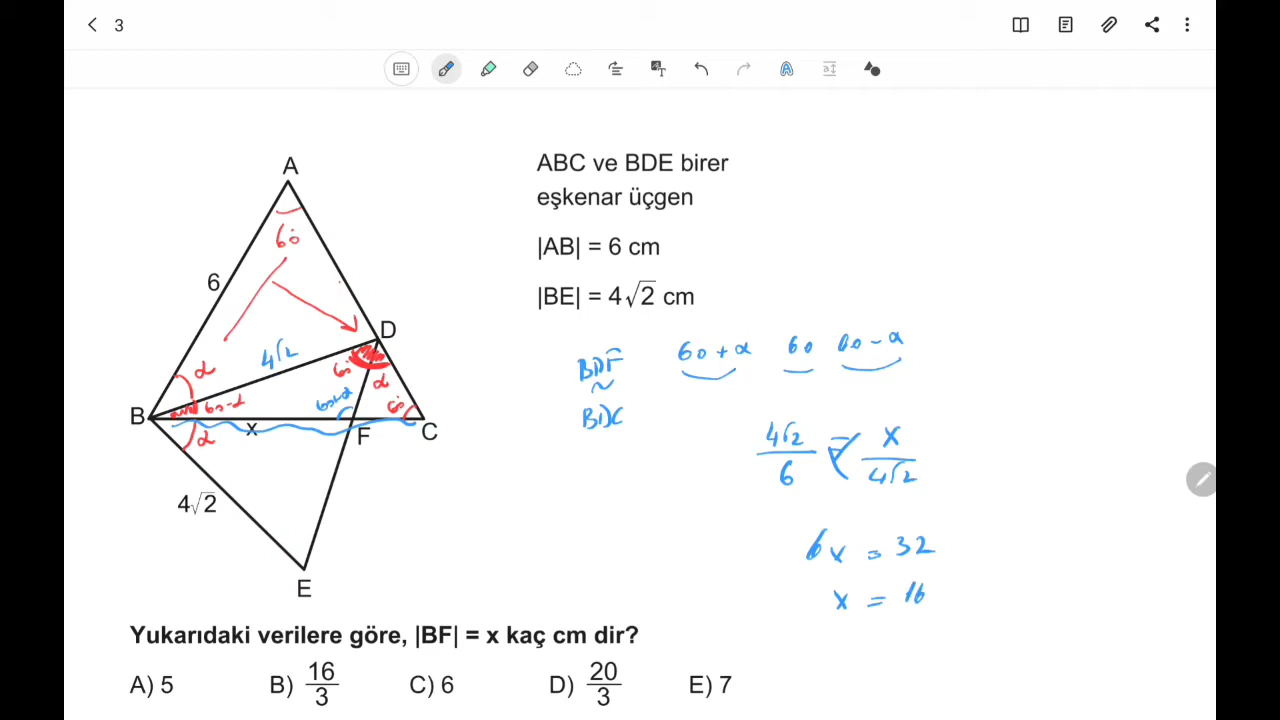 3
A
ABC ve BDE birer
eşkenar üçgen
60
|AB| = 6 cm
6
|BE| = 4√2 cm
D
4√2
α
60
α
60-α
60+α
60
B
x
F
C
α
4√2
E
BDF
~
BDC
60+α 60 60-α
4√2/6 = x/4√2
6x = 32
x = 16
Yukarıdaki verilere göre, |BF| = x kaç cm dir?
A) 5 B) 16/3 C) 6 D) 20/3 E) 7